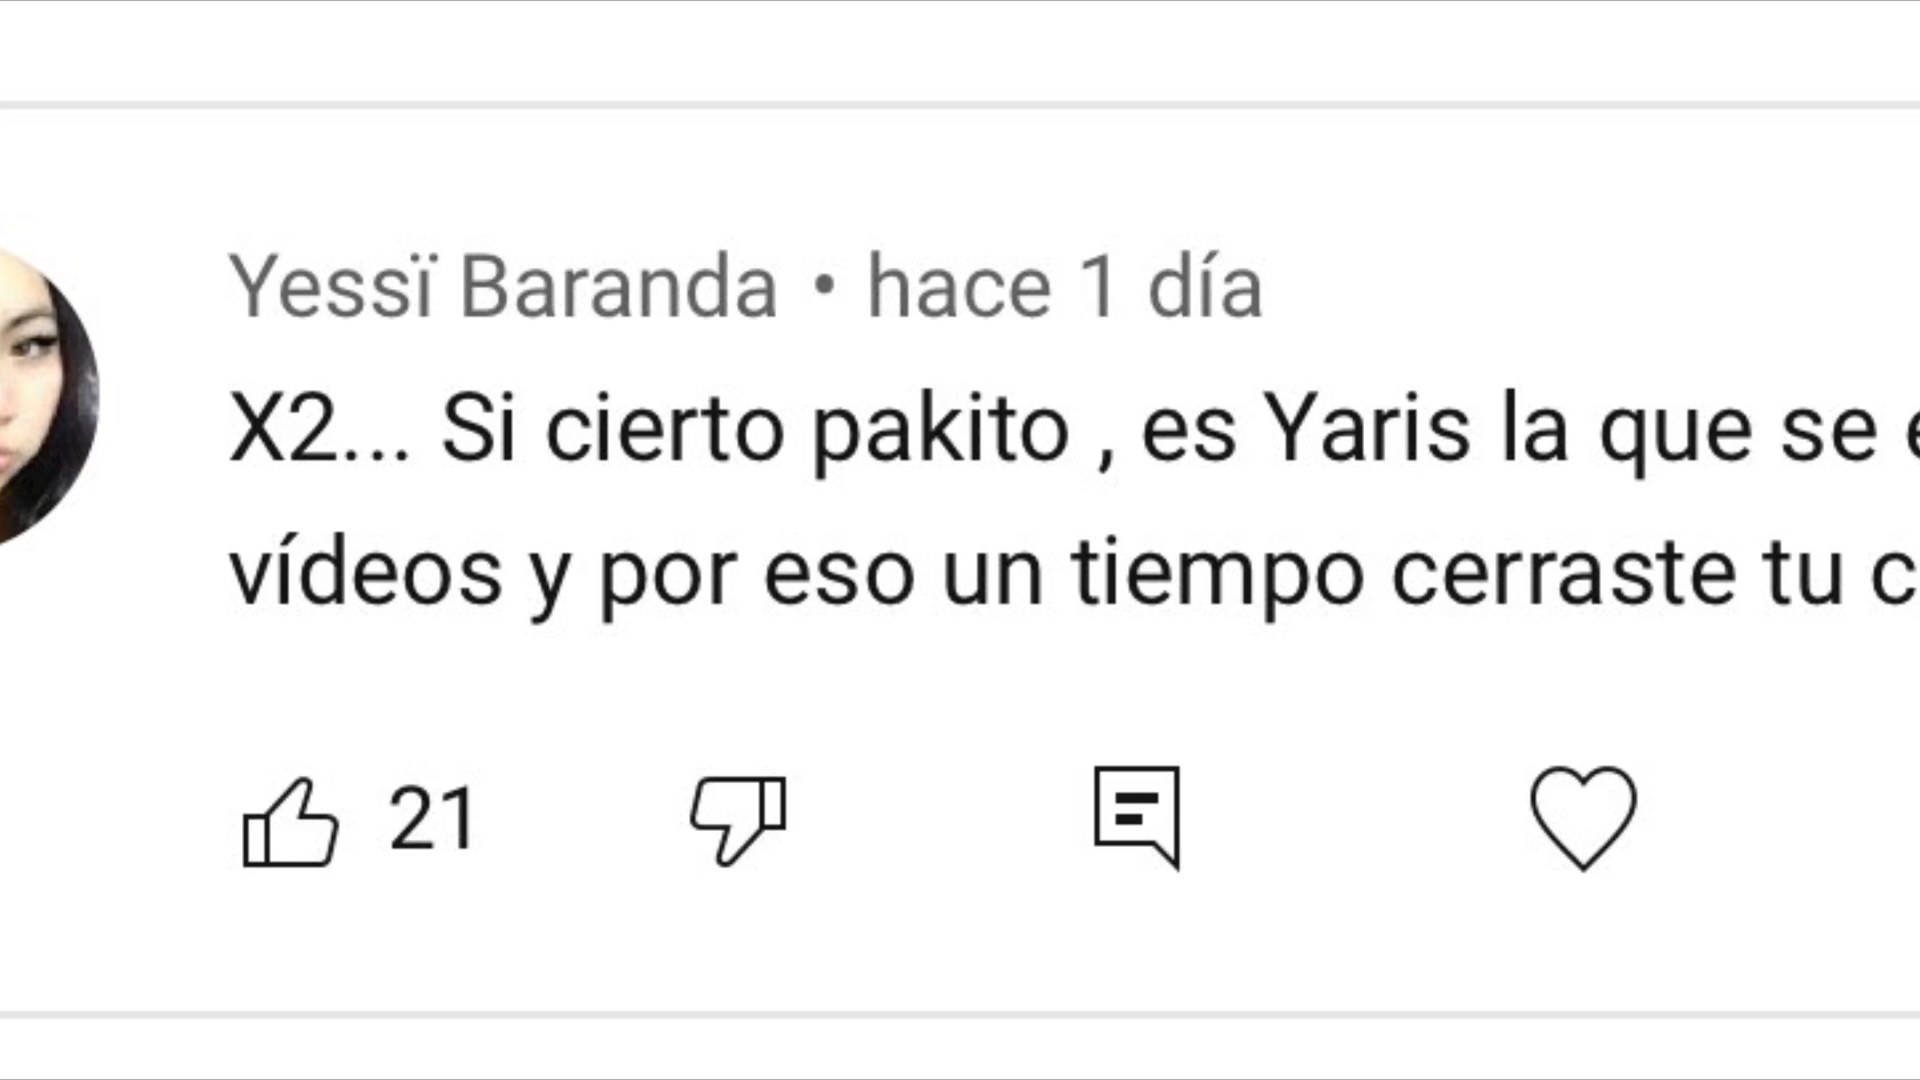 Yessï Baranda • hace 1 día
X2... Si cierto pakito , es Yaris la que se
vídeos y por eso un tiempo cerraste tu
21